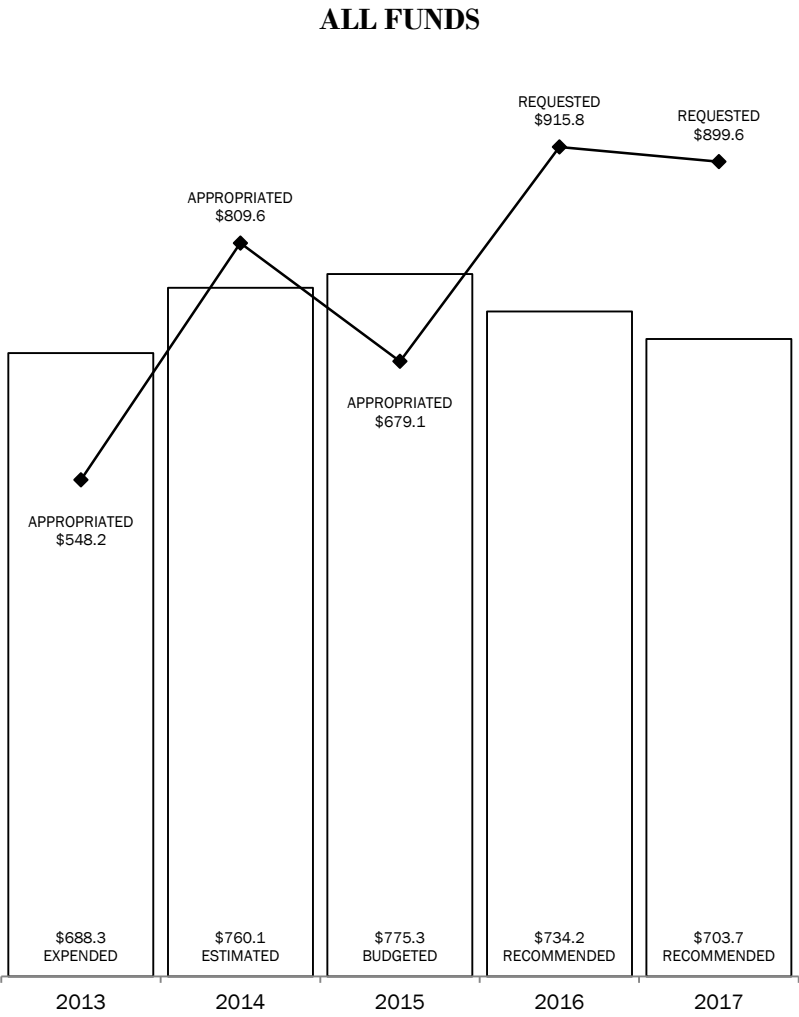 ALL FUNDS
REQUESTED
$915.8
REQUESTED
$899.6
APPROPRIATED
$809.6
APPROPRIATED
$679.1
APPROPRIATED
$548.2
$688.3
EXPENDED
$760.1
ESTIMATED
$775.3
BUDGETED
$734.2
RECOMMENDED
$703.7
RECOMMENDED
2013
2014
2015
2016
2017